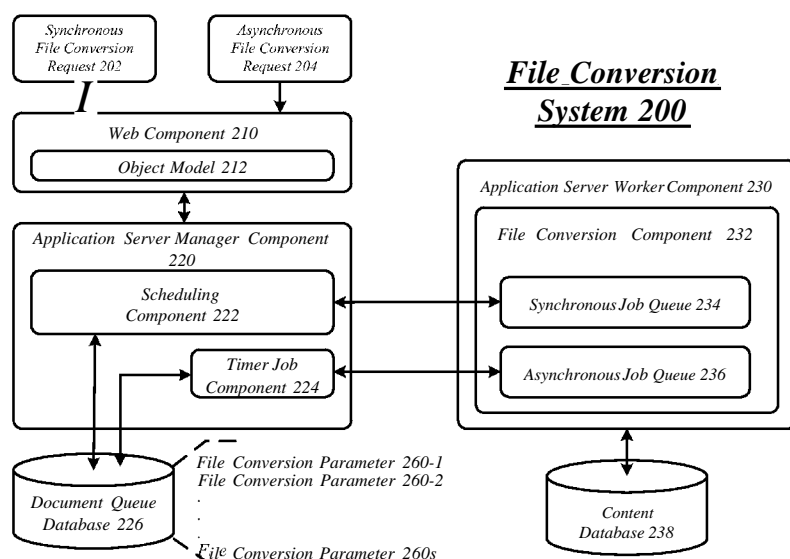 Synchronous
File Conversion
Request 202
Asynchronous
File Conversion
Request 204
File Conversion
System 200
I
Web Component 210
Object Model 212
Application Server Manager Component
220
Scheduling
Component 222
Timer Job
Component 224
Application Server Worker Component 230
File Conversion Component 232
Synchronous Job Queue 234
Asynchronous Job Queue 236
Document Queue
Database 226
File Conversion Parameter 260-1
File Conversion Parameter 260-2
.
.
.
File
File Conversion Parameter 260s
Content
Database 238